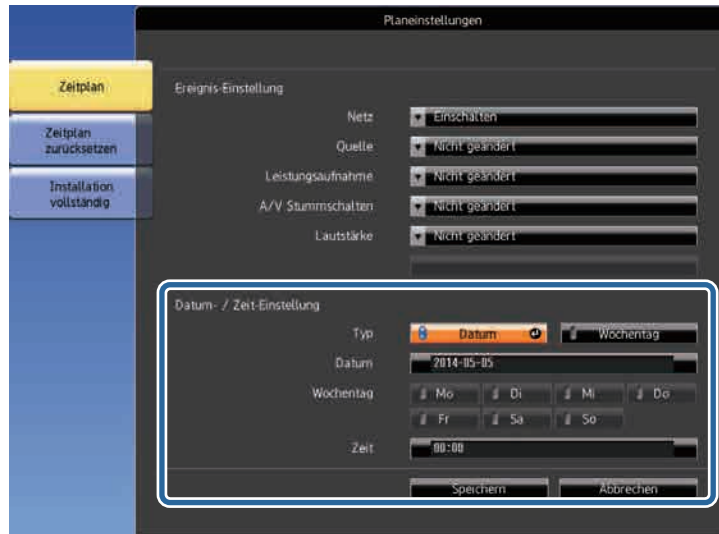 Planeinstellungen
Zeitplan
Zeitplan
zurücksetzen
Installation
vollständig
Ereignis-Einstellung
Netz Einschalten
Quelle Nicht geändert
Leistungsaufnahme Nicht geändert
A/V Stummschalten Nicht geändert
Lautstärke Nicht geändert
Datum- / Zeit-Einstellung
Typ Datum Wochentag
Datum 2014-05-05
Wochentag Mo Di Mi Do
Fr Sa So
Zeit 00:00
Speichern Abbrechen